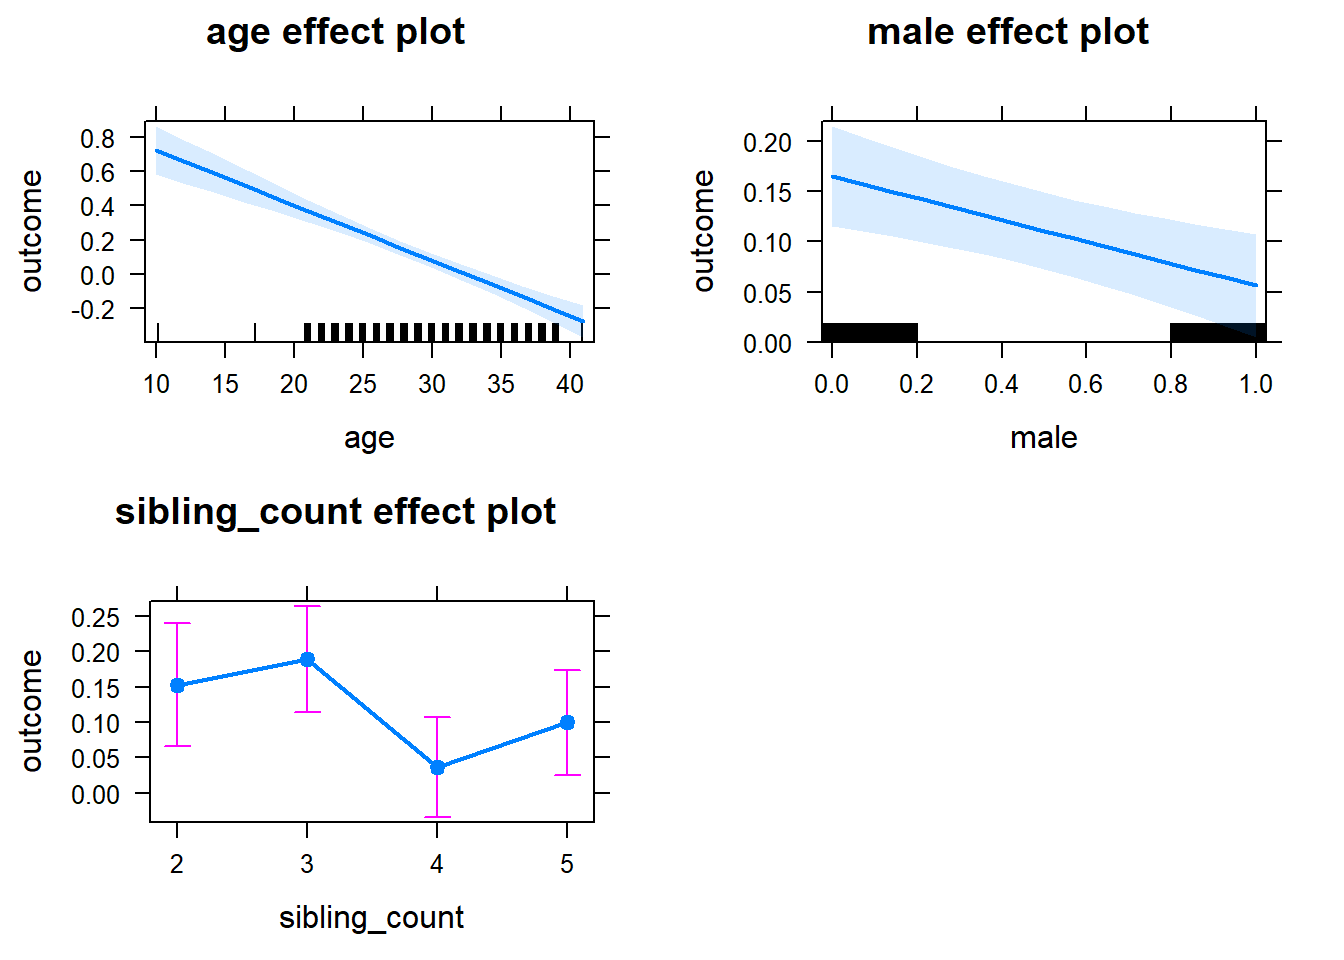 age effect plot
outcome
0.8
0.6
0.4
0.2
0.0
-0.2
10 15 20 25 30 35 40
age
male effect plot
outcome
0.20
0.15
0.10
0.05
0.00
0.0 0.2 0.4 0.6 0.8 1.0
male
sibling_count effect plot
outcome
0.25
0.20
0.15
0.10
0.05
0.00
2 3 4 5
sibling_count